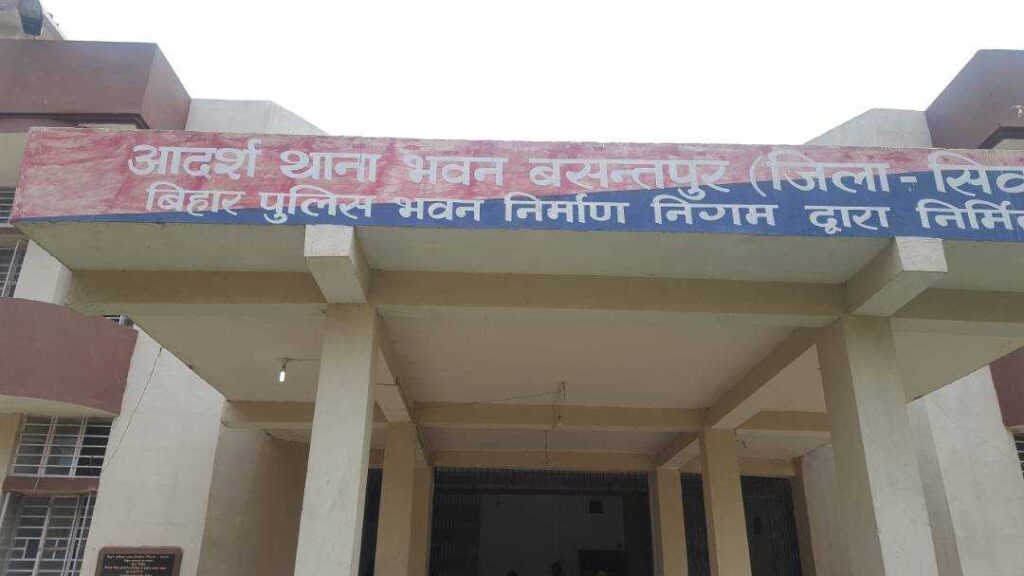 आदर्श थाना भवन बसन्तपुर (जिला - सिव
बिहार पुलिस भवन निर्माण निगम द्वारा निर्मित